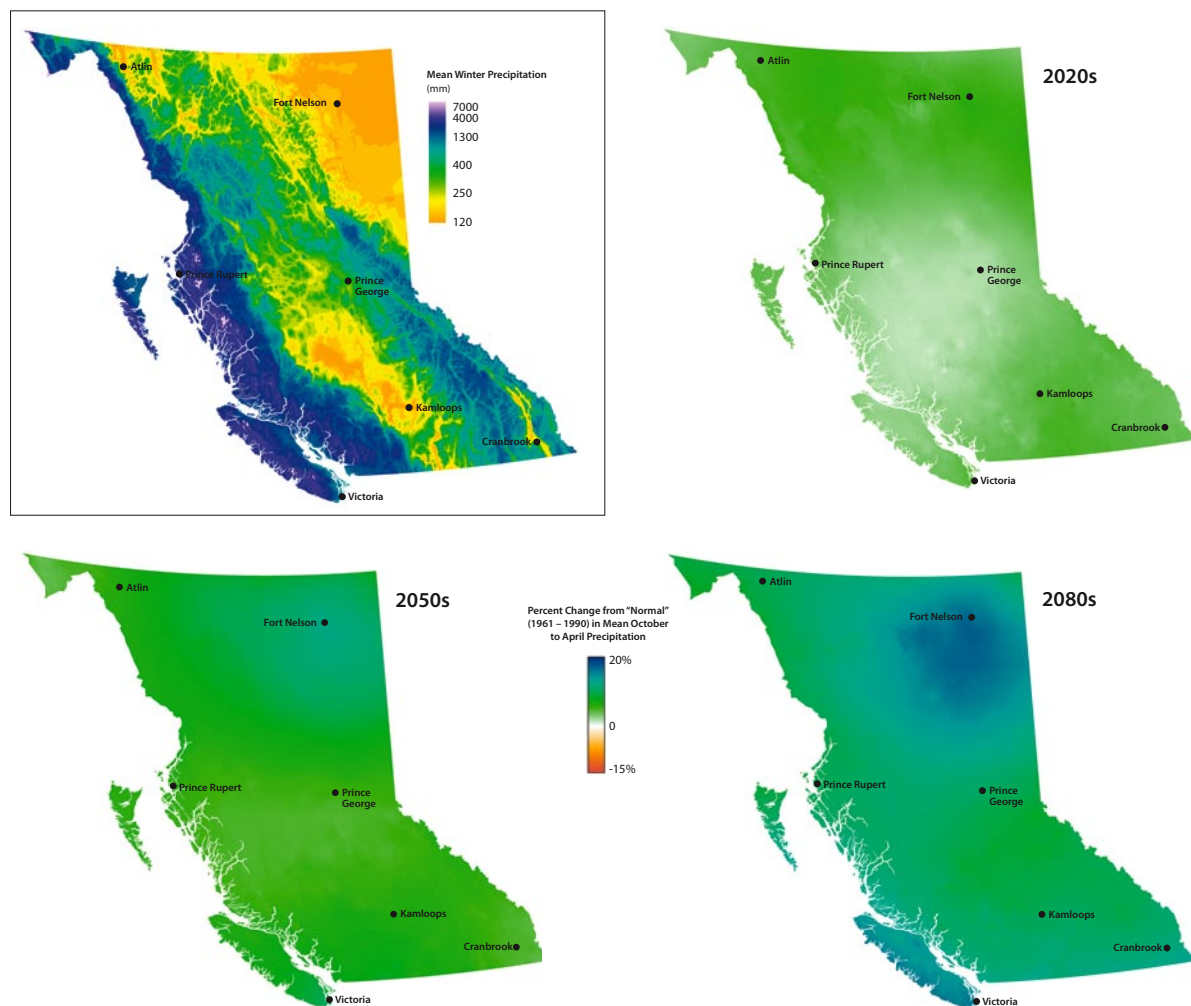 Atlin
Fort Nelson
Mean Winter Precipitation
(mm)
7000
4000
1300
400
250
120
Prince Rupert
Prince
George
Kamloops
Cranbrook
Victoria
2020s
Atlin
Fort Nelson
Prince Rupert
Prince
George
Kamloops
Cranbrook
Victoria
2050s
Atlin
Fort Nelson
Prince Rupert
Prince
George
Kamloops
Cranbrook
Victoria
Percent Change from “Normal”
(1961 – 1990) in Mean October
to April Precipitation
20%
0
-15%
2080s
Atlin
Fort Nelson
Prince Rupert
Prince
George
Kamloops
Cranbrook
Victoria